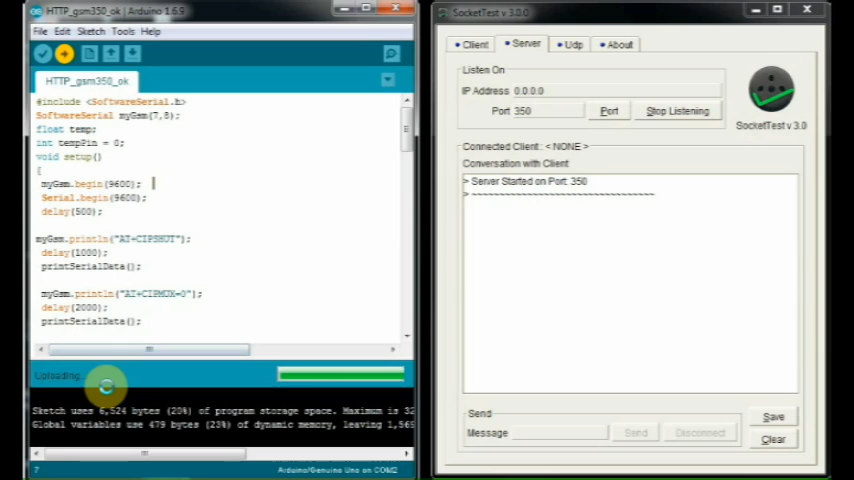 HTTP_gsm350_ok | Arduino 1.6.9
File Edit Sketch Tools Help
HTTP_gsm350_ok
#include <SoftwareSerial.h>
SoftwareSerial myGsm(7,8);
float temp;
int tempPin = 0;
void setup()
{
myGsm.begin(9600);
Serial.begin(9600);
delay(500);
myGsm.println("AT+CIPSHUT");
delay(1000);
printSerialData();
myGsm.println("AT+CIPMUX=0");
delay(2000);
printSerialData();
Uploading...
Sketch uses 6,524 bytes (20%) of program storage space. Maximum is 32
Global variables use 479 bytes (23%) of dynamic memory, leaving 1,569
7
Arduino/Genuino Uno on COM2
SocketTest v 3.0.0
Client Server Udp About
Listen On
IP Address 0.0.0.0
Port 350 Port Stop Listening
SocketTest v 3.0
Connected Client : < NONE >
Conversation with Client
> Server Started on Port: 350
> ~~~~~~~~~~~~~~~~~~~~~~~~~~~~~~~~~~
Send
Message Send Disconnect
Save
Clear